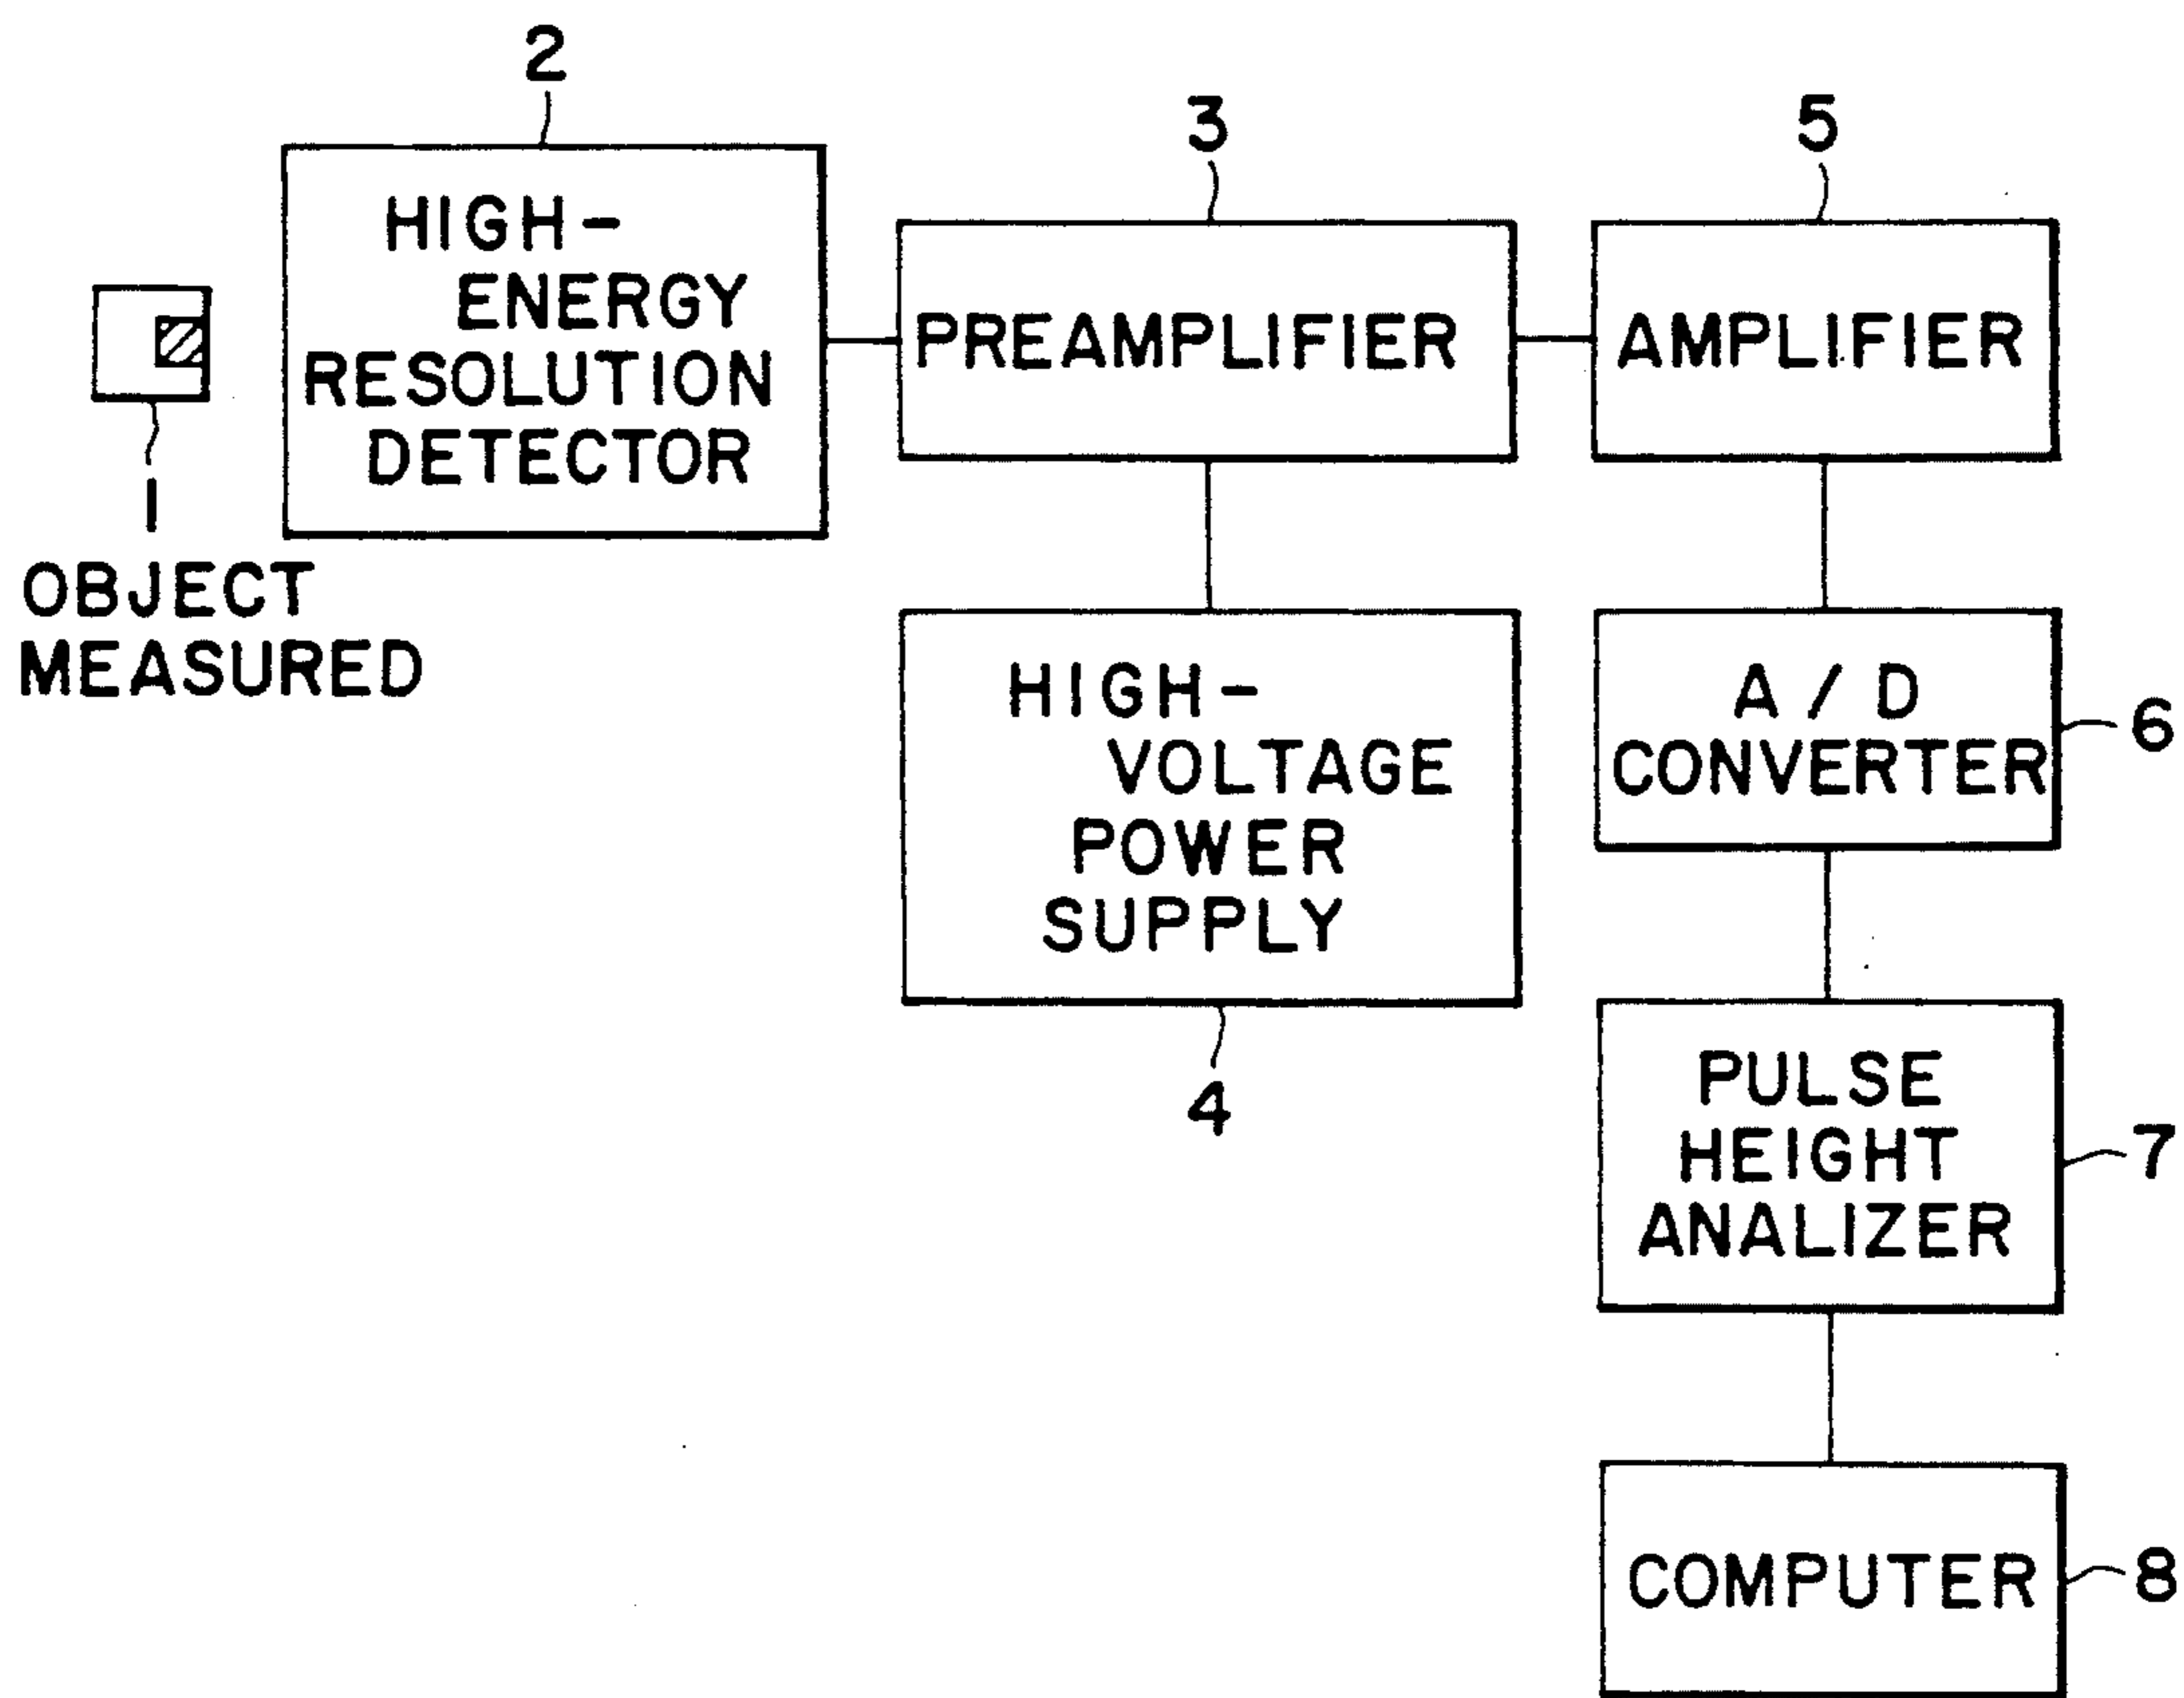 2
HIGH-
ENERGY
RESOLUTION
DETECTOR
3
PREAMPLIFIER
5
AMPLIFIER
1
OBJECT
MEASURED
HIGH-
VOLTAGE
POWER
SUPPLY
4
A / D
CONVERTER
6
PULSE
HEIGHT
ANALIZER
7
COMPUTER
8